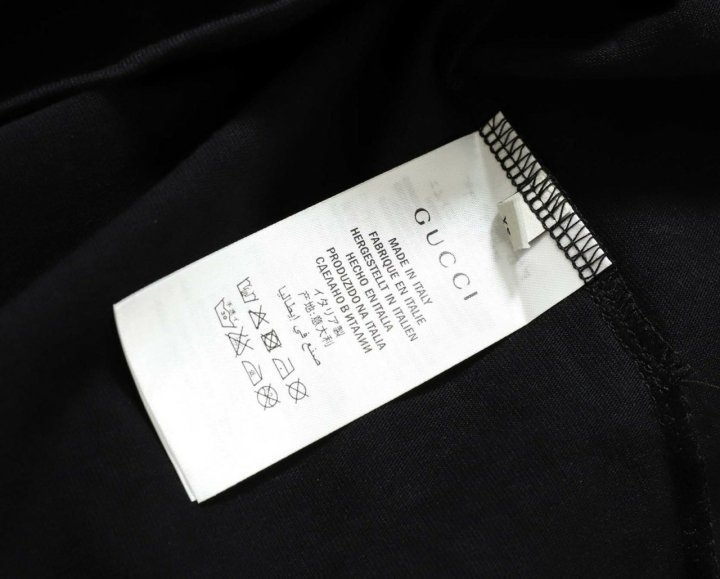 GUCCI
MADE IN ITALY
FABRIQUE EN ITALIE
HERGESTELLT IN ITALIEN
HECHO EN ITALIA
PRODUZIDO NA ITALIA
СДЕЛАНО В ИТАЛИИ
イタリア製
产地:意大利
صنع في إيطاليا